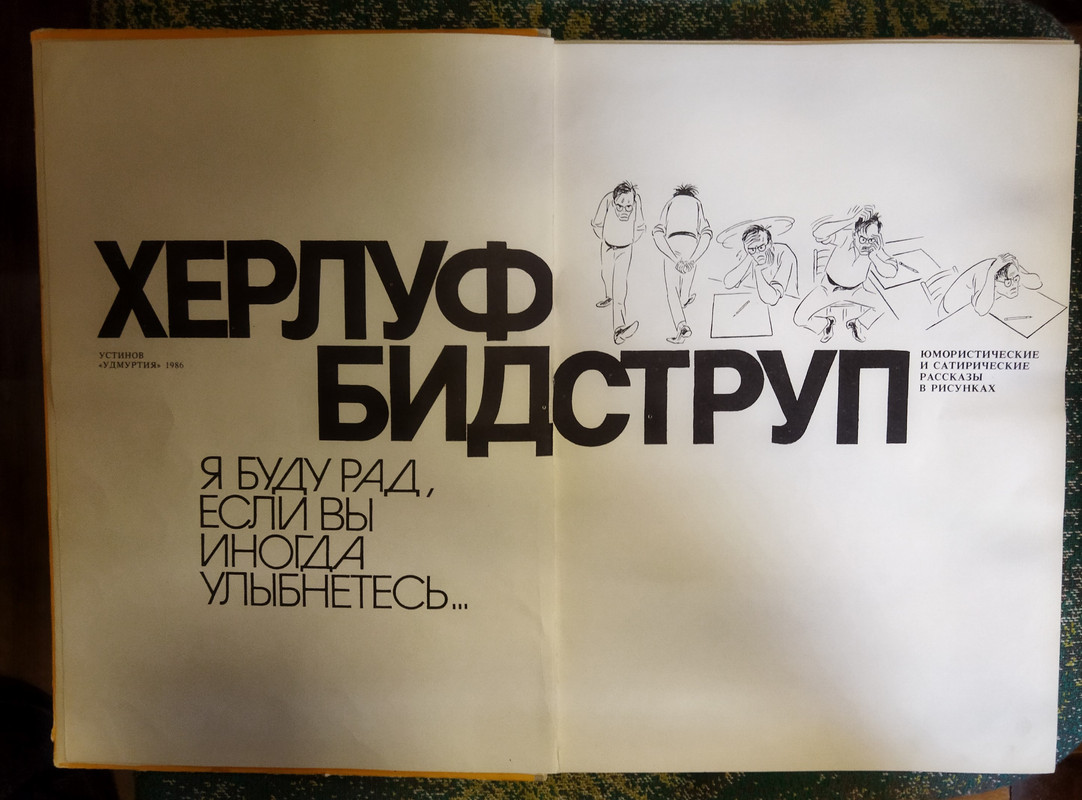 ХЕРЛУФ
УСТИНОВ
«УДМУРТИЯ» 1986
БИДСТРУП
ЮМОРИСТИЧЕСКИЕ
И САТИРИЧЕСКИЕ
РАССКАЗЫ
В РИСУНКАХ
Я БУДУ РАД,
ЕСЛИ ВЫ
ИНОГДА
УЛЫБНЕТЕСЬ...